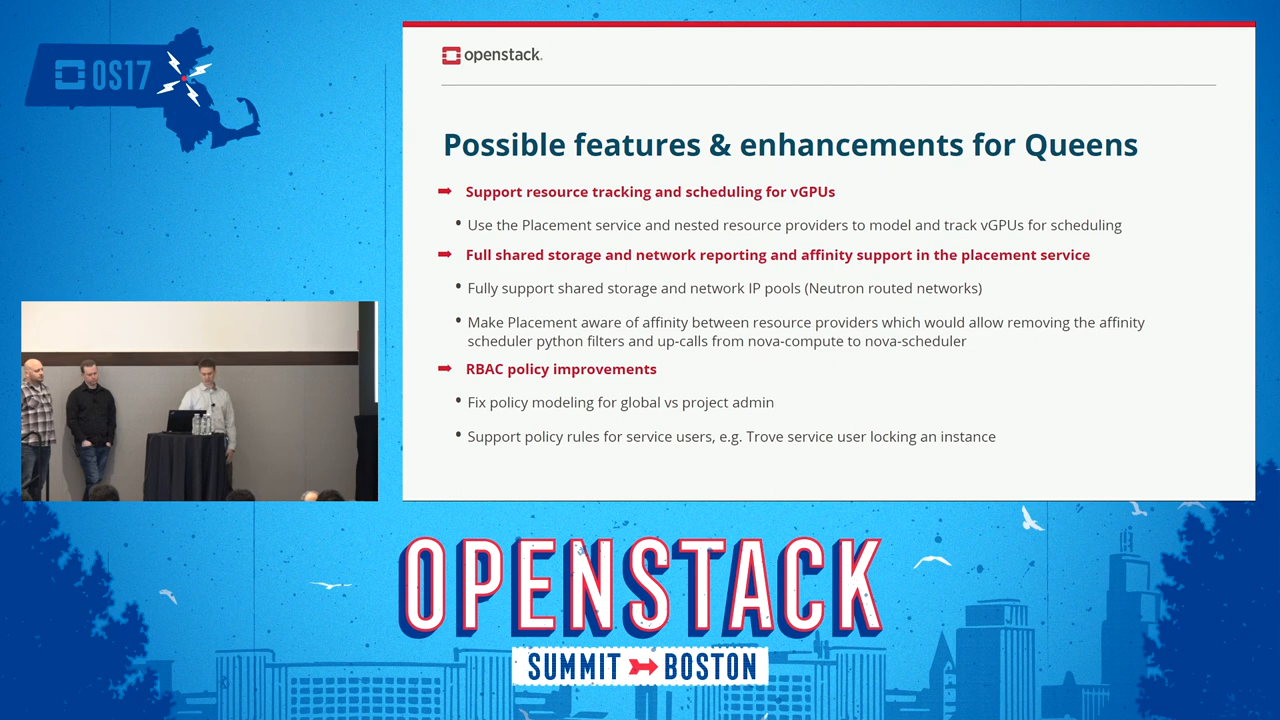 OS17
openstack.
Possible features & enhancements for Queens
Support resource tracking and scheduling for vGPUs
• Use the Placement service and nested resource providers to model and track vGPUs for scheduling
Full shared storage and network reporting and affinity support in the placement service
• Fully support shared storage and network IP pools (Neutron routed networks)
• Make Placement aware of affinity between resource providers which would allow removing the affinity
scheduler python filters and up-calls from nova-compute to nova-scheduler
RBAC policy improvements
• Fix policy modeling for global vs project admin
• Support policy rules for service users, e.g. Trove service user locking an instance
OPENSTACK
SUMMIT BOSTON